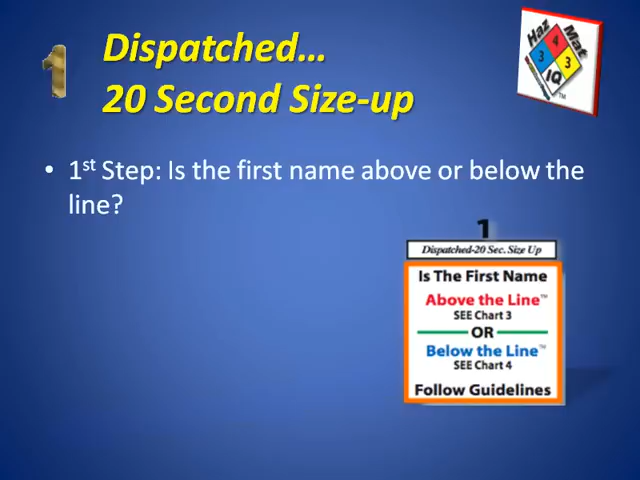 1
Dispatched...
20 Second Size-up
Haz Mat
4
3 3
IQ™
• 1st Step: Is the first name above or below the
line?
1
Dispatched-20 Sec. Size Up
Is The First Name
Above the Line™
SEE Chart 3
OR
Below the Line™
SEE Chart 4
Follow Guidelines